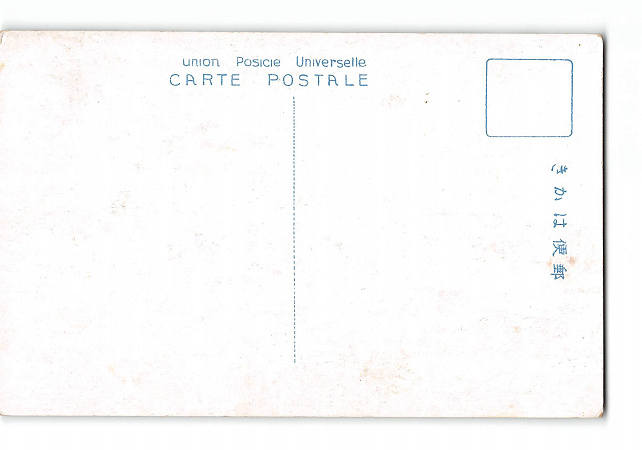 union Posicie Universelle
CARTE POSTALE
きかは便郵